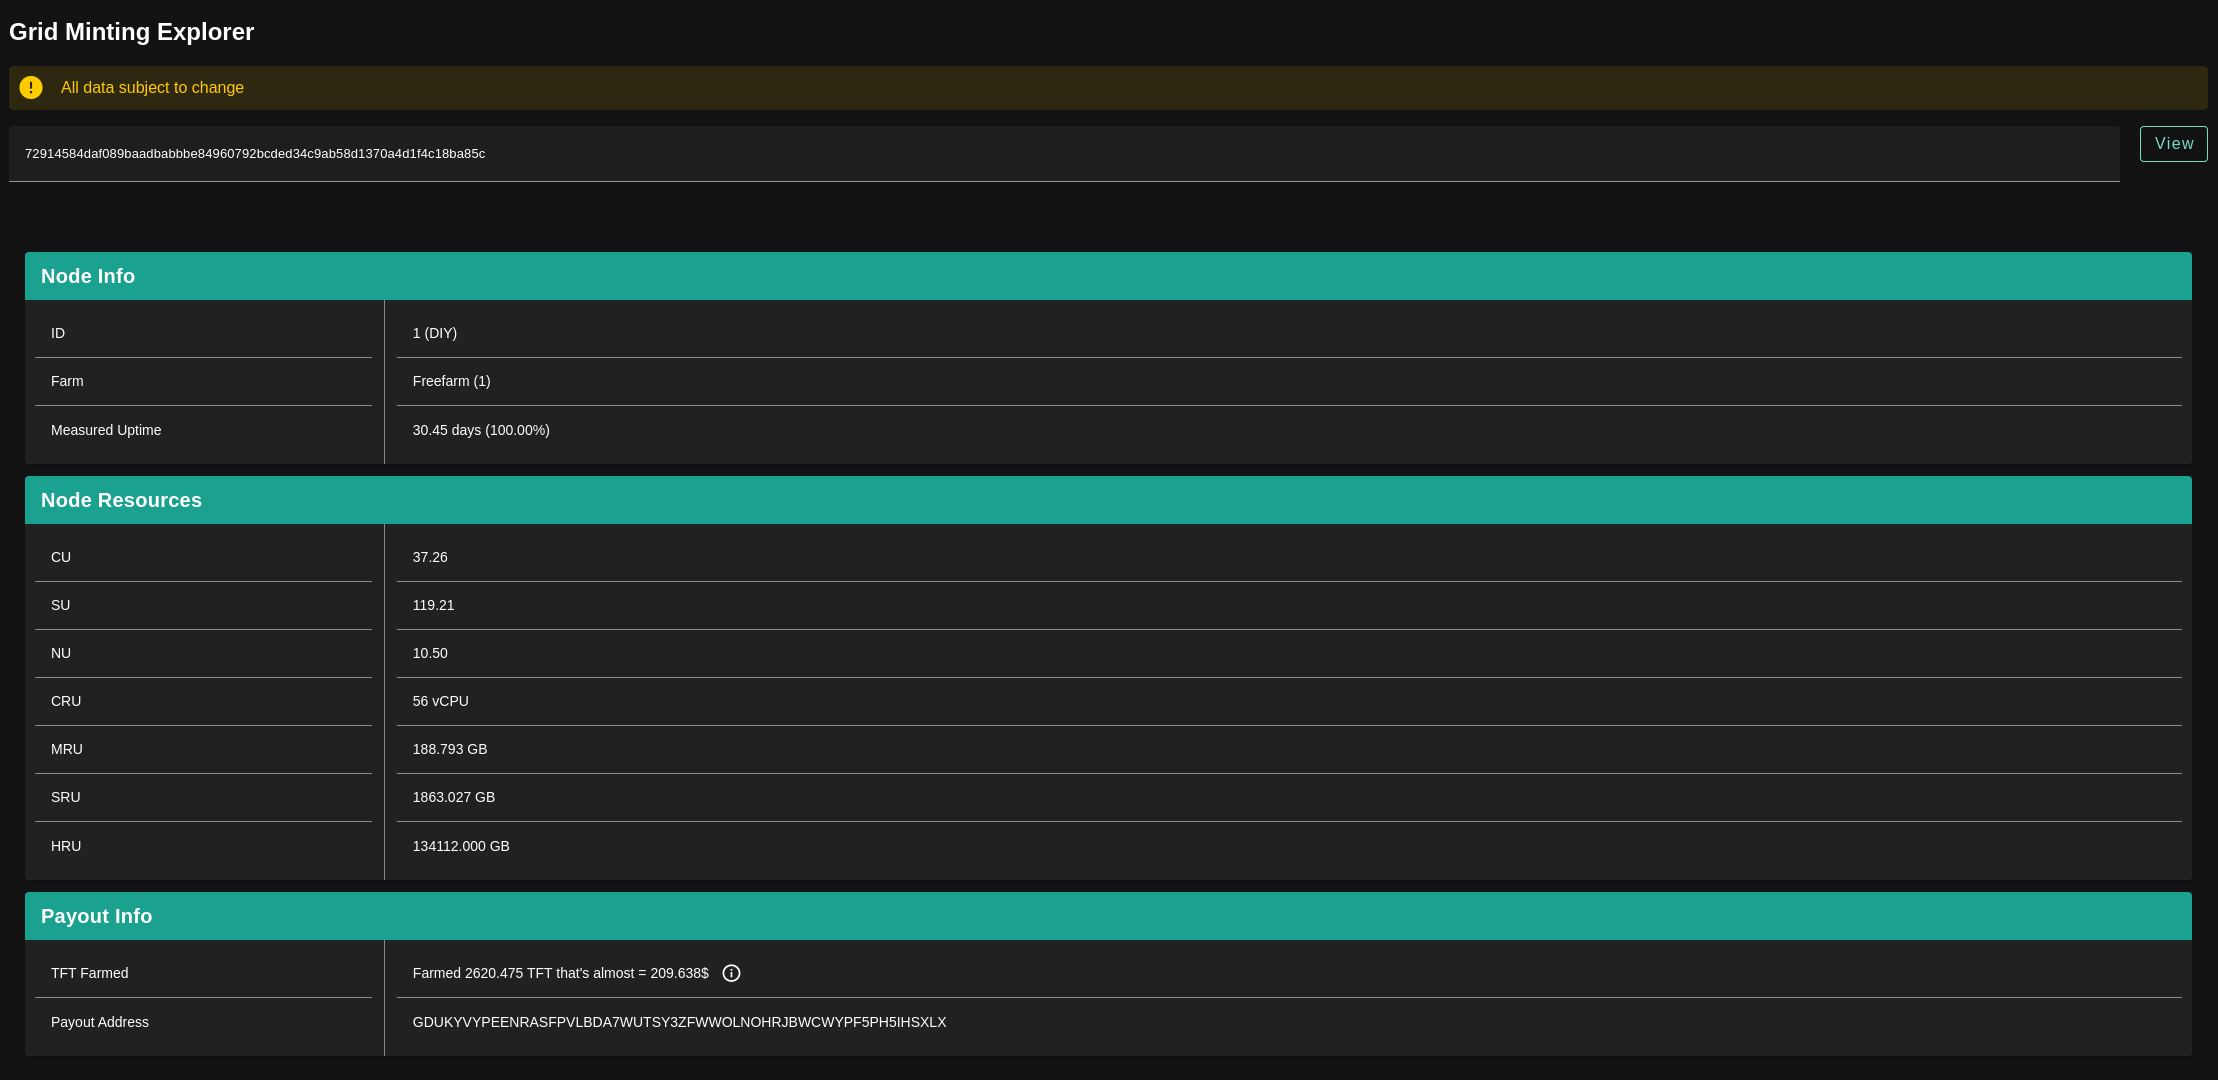 Grid Minting Explorer
All data subject to change
72914584daf089baadbabbbe84960792bcded34c9ab58d1370a4d1f4c18ba85c
View
Node Info
ID 1 (DIY)
Farm Freefarm (1)
Measured Uptime 30.45 days (100.00%)
Node Resources
CU 37.26
SU 119.21
NU 10.50
CRU 56 vCPU
MRU 188.793 GB
SRU 1863.027 GB
HRU 134112.000 GB
Payout Info
TFT Farmed Farmed 2620.475 TFT that's almost = 209.638$
Payout Address GDUKYVYPEENRASFPVLBDA7WUTSY3ZFWWOLNOHRJBWCWYPF5PH5IHSXLX